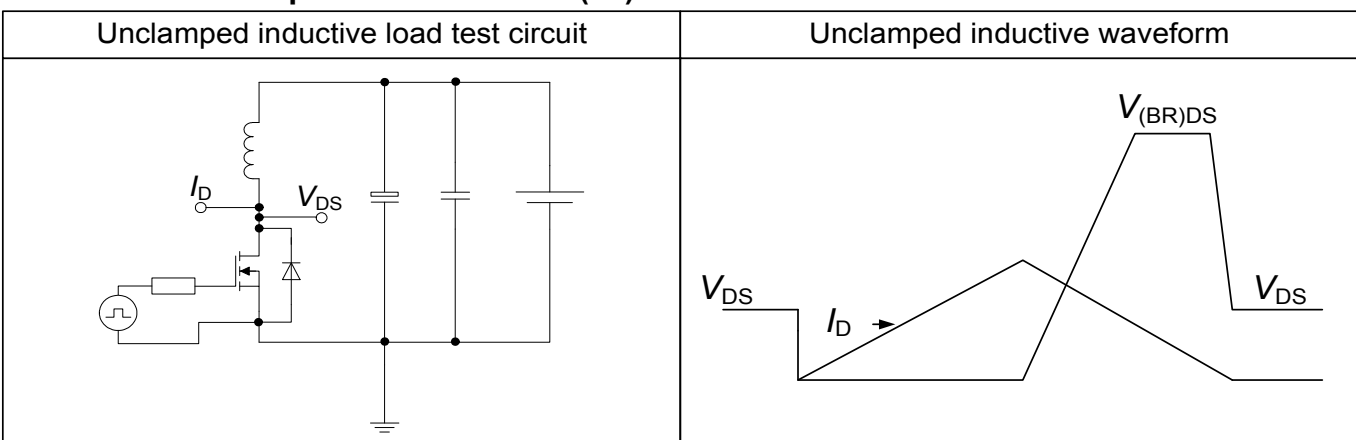 Unclamped inductive load test circuit
Unclamped inductive waveform
V(BR)DS
ID
VDS
VDS
ID
VDS